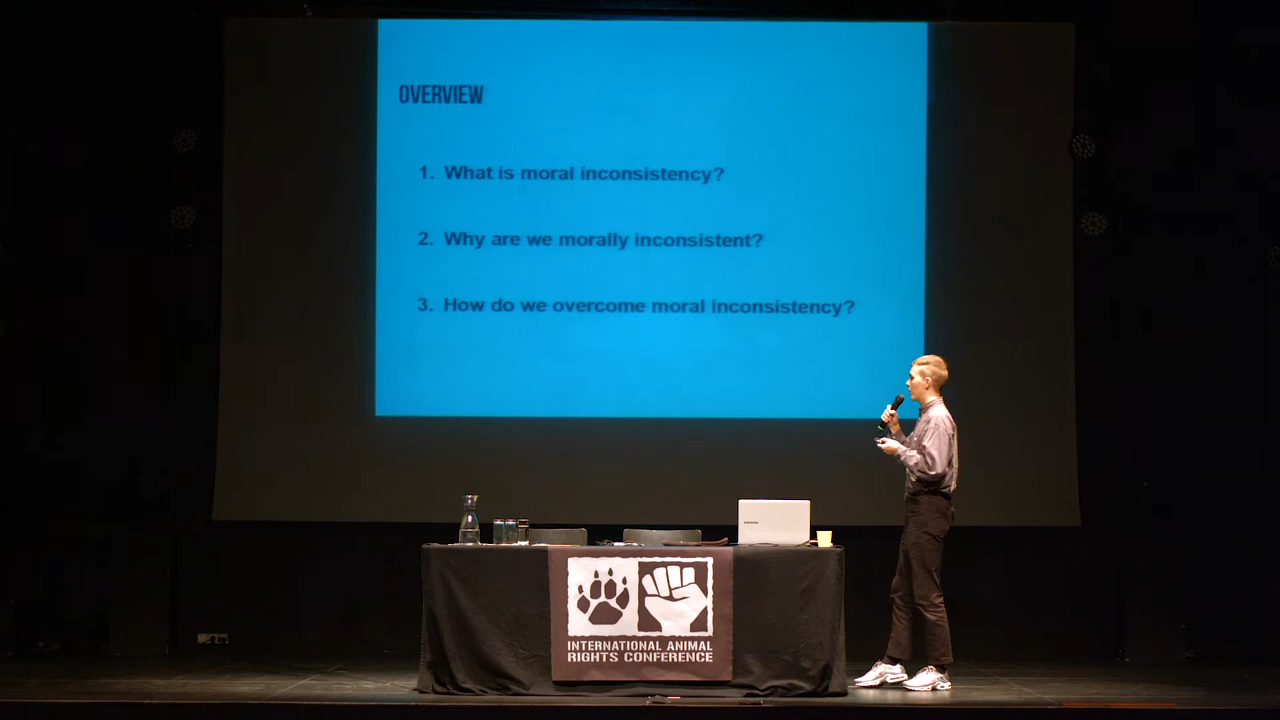 OVERVIEW
1. What is moral inconsistency?
2. Why are we morally inconsistent?
3. How do we overcome moral inconsistency?
SAMSUNG
INTERNATIONAL ANIMAL
RIGHTS CONFERENCE